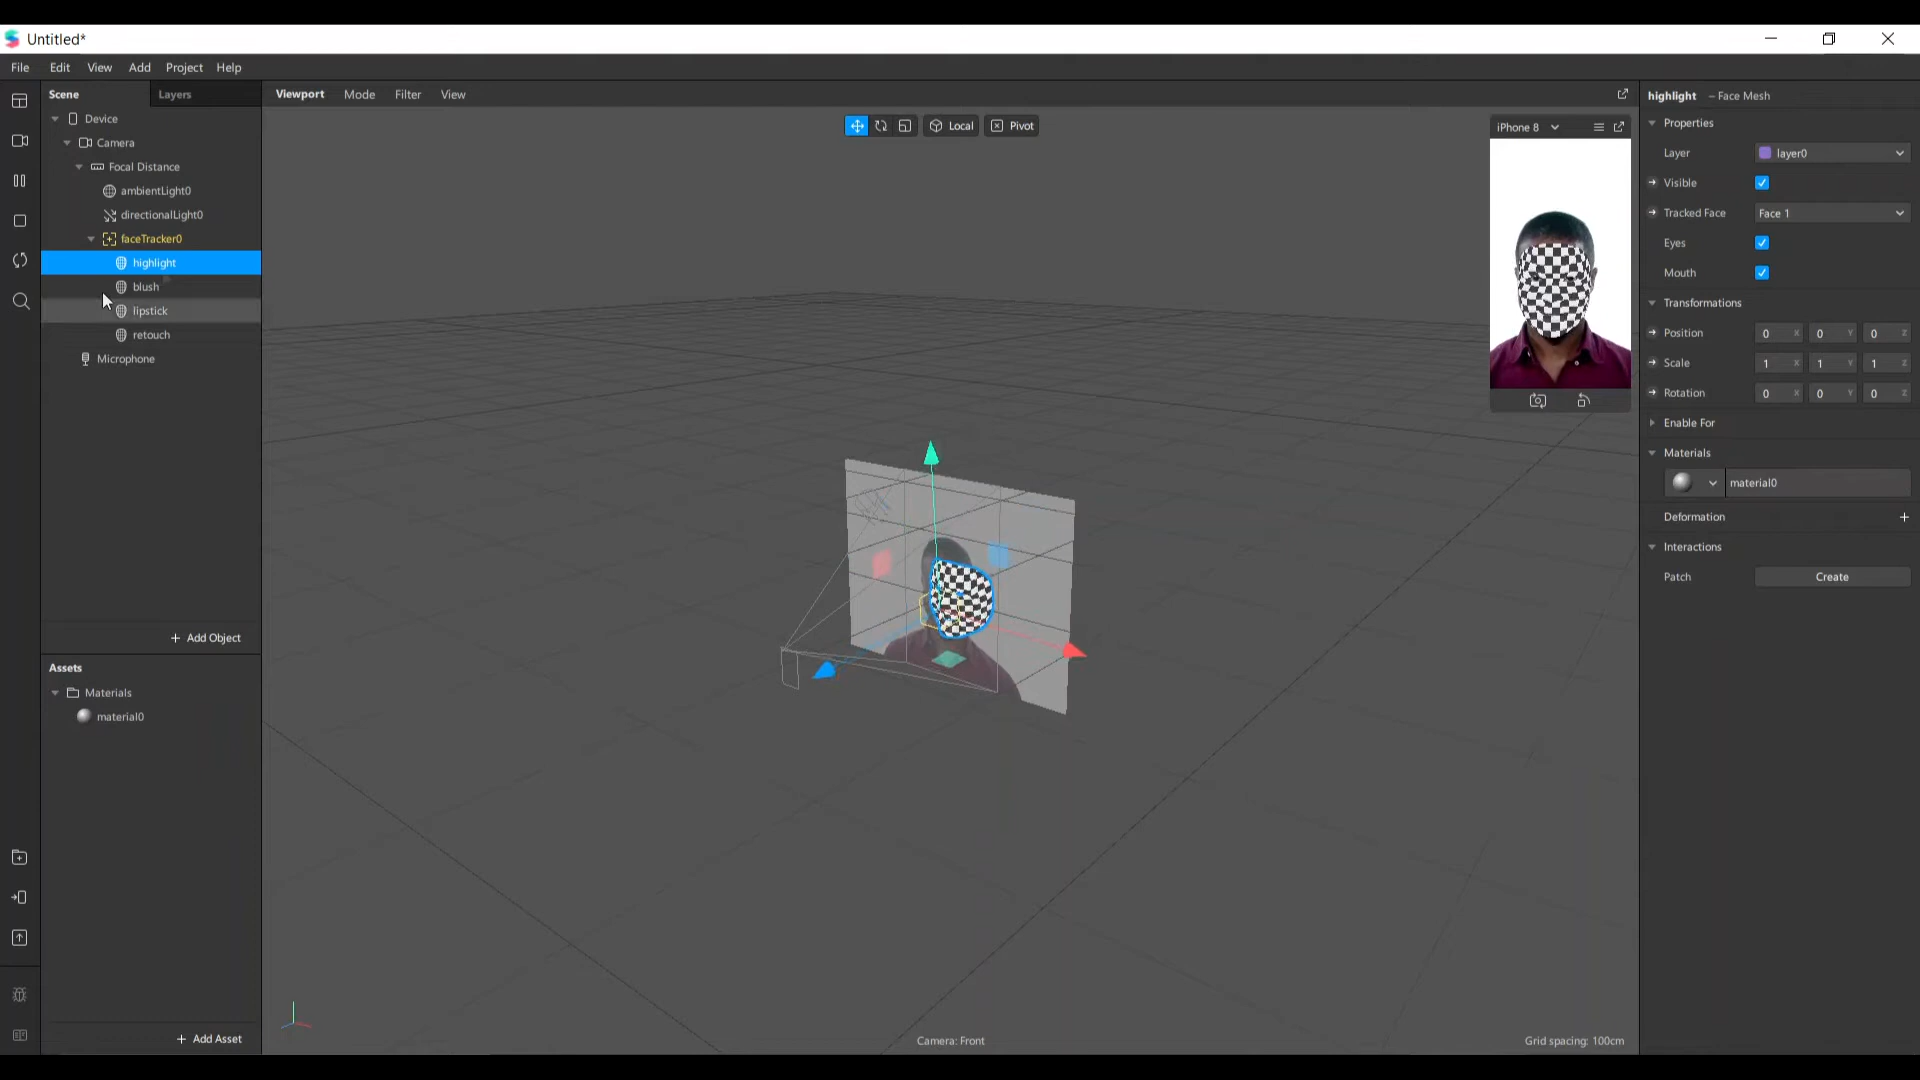 Untitled*
File Edit View Add Project Help
Scene Layers
Device
Camera
Focal Distance
ambientLight0
directionalLight0
faceTracker0
highlight
blush
lipstick
retouch
Microphone
+ Add Object
Assets
Materials
material0
+ Add Asset
Viewport Mode Filter View
Local Pivot
iPhone 8
Camera: Front
Grid spacing: 100cm
highlight – Face Mesh
Properties
Layer layer0
Visible
Tracked Face Face 1
Eyes
Mouth
Transformations
Position 0 X 0 Y 0 Z
Scale 1 X 1 Y 1 Z
Rotation 0 X 0 Y 0 Z
Enable For
Materials
material0
Deformation +
Interactions
Patch Create